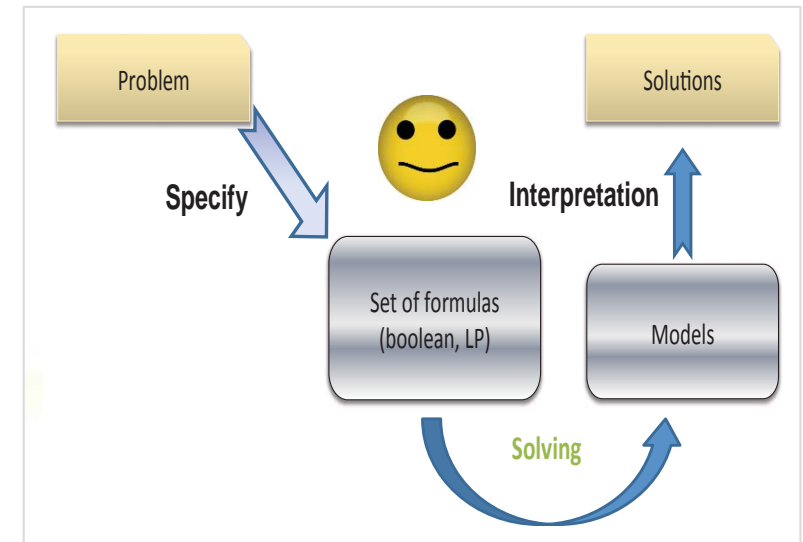 Problem
Solutions
Specify
Interpretation
Set of formulas
(boolean, LP)
Models
Solving